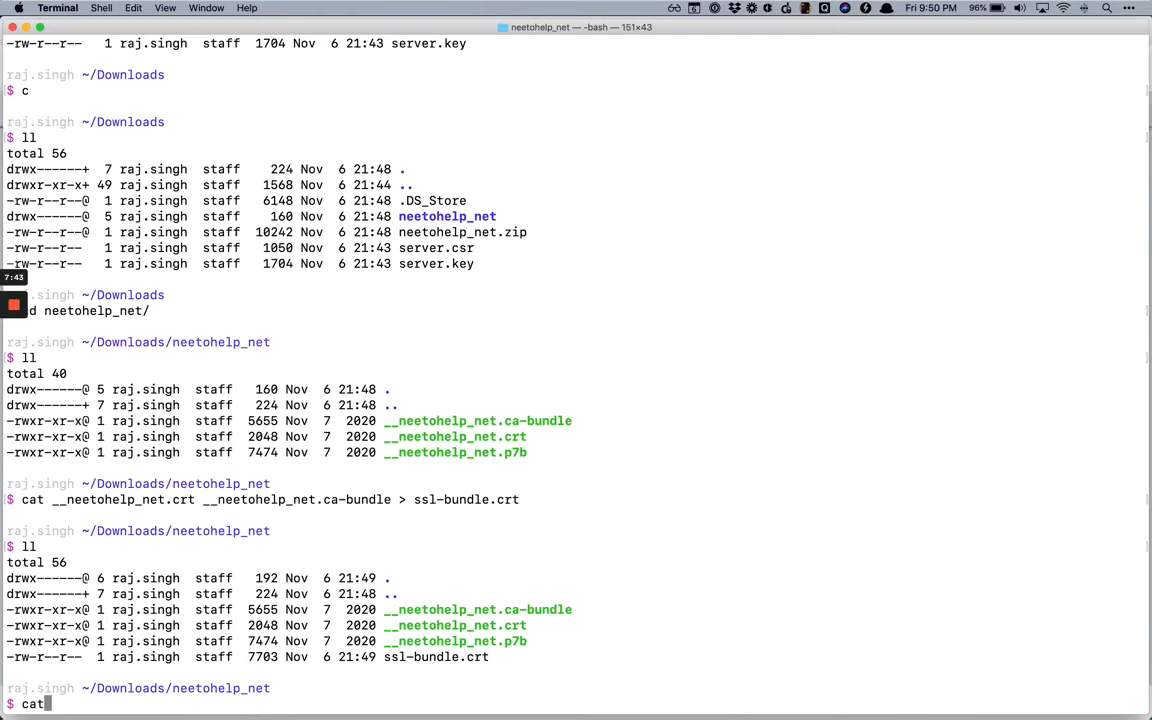 Terminal Shell Edit View Window Help 6 Fri 9:50 PM 96%
neetohelp_net — -bash — 151×43
-rw-r--r-- 1 raj.singh staff 1704 Nov 6 21:43 server.key
raj.singh ~/Downloads
$ c
raj.singh ~/Downloads
$ ll
total 56
drwx------+ 7 raj.singh staff 224 Nov 6 21:48 .
drwxr-xr-x+ 49 raj.singh staff 1568 Nov 6 21:44 ..
-rw-r--r--@ 1 raj.singh staff 6148 Nov 6 21:48 .DS_Store
drwx------@ 5 raj.singh staff 160 Nov 6 21:48 neetohelp_net
-rw-r--r--@ 1 raj.singh staff 10242 Nov 6 21:48 neetohelp_net.zip
-rw-r--r-- 1 raj.singh staff 1050 Nov 6 21:43 server.csr
-rw-r--r-- 1 raj.singh staff 1704 Nov 6 21:43 server.key
7:43
.singh ~/Downloads
d neetohelp_net/
raj.singh ~/Downloads/neetohelp_net
$ ll
total 40
drwx------@ 5 raj.singh staff 160 Nov 6 21:48 .
drwx------+ 7 raj.singh staff 224 Nov 6 21:48 ..
-rwxr-xr-x@ 1 raj.singh staff 5655 Nov 7 2020 __neetohelp_net.ca-bundle
-rwxr-xr-x@ 1 raj.singh staff 2048 Nov 7 2020 __neetohelp_net.crt
-rwxr-xr-x@ 1 raj.singh staff 7474 Nov 7 2020 __neetohelp_net.p7b
raj.singh ~/Downloads/neetohelp_net
$ cat __neetohelp_net.crt __neetohelp_net.ca-bundle > ssl-bundle.crt
raj.singh ~/Downloads/neetohelp_net
$ ll
total 56
drwx------@ 6 raj.singh staff 192 Nov 6 21:49 .
drwx------+ 7 raj.singh staff 224 Nov 6 21:48 ..
-rwxr-xr-x@ 1 raj.singh staff 5655 Nov 7 2020 __neetohelp_net.ca-bundle
-rwxr-xr-x@ 1 raj.singh staff 2048 Nov 7 2020 __neetohelp_net.crt
-rwxr-xr-x@ 1 raj.singh staff 7474 Nov 7 2020 __neetohelp_net.p7b
-rw-r--r-- 1 raj.singh staff 7703 Nov 6 21:49 ssl-bundle.crt
raj.singh ~/Downloads/neetohelp_net
$ cat